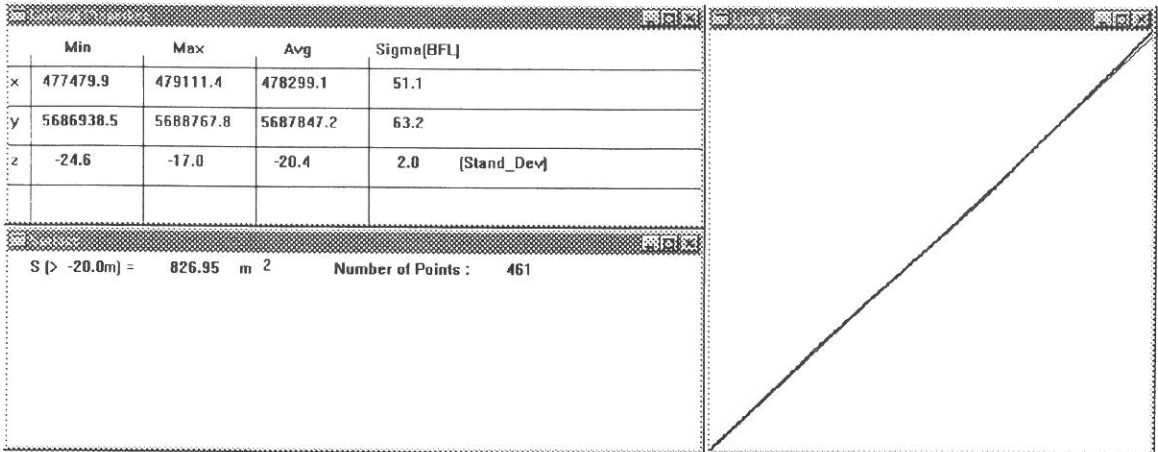 Min Max Avg Sigma(BFL)
x 477479.9 479111.4 478299.1 51.1
y 5686938.5 5688767.8 5687847.2 63.2
z -24.6 -17.0 -20.4 2.0 (Stand_Dev)
S (> -20.0m) = 826.95 m 2 Number of Points : 461